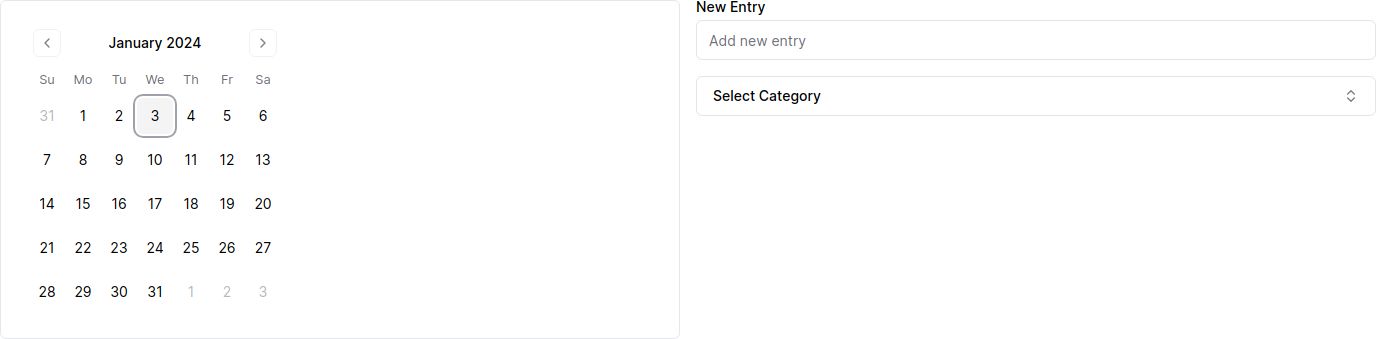 January 2024
Su Mo Tu We Th Fr Sa
31 1 2 3 4 5 6
7 8 9 10 11 12 13
14 15 16 17 18 19 20
21 22 23 24 25 26 27
28 29 30 31 1 2 3
New Entry
Add new entry
Select Category